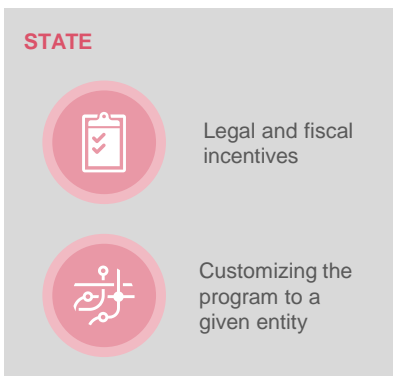 STATE
Legal and fiscal
incentives
Customizing the
program to a
given entity